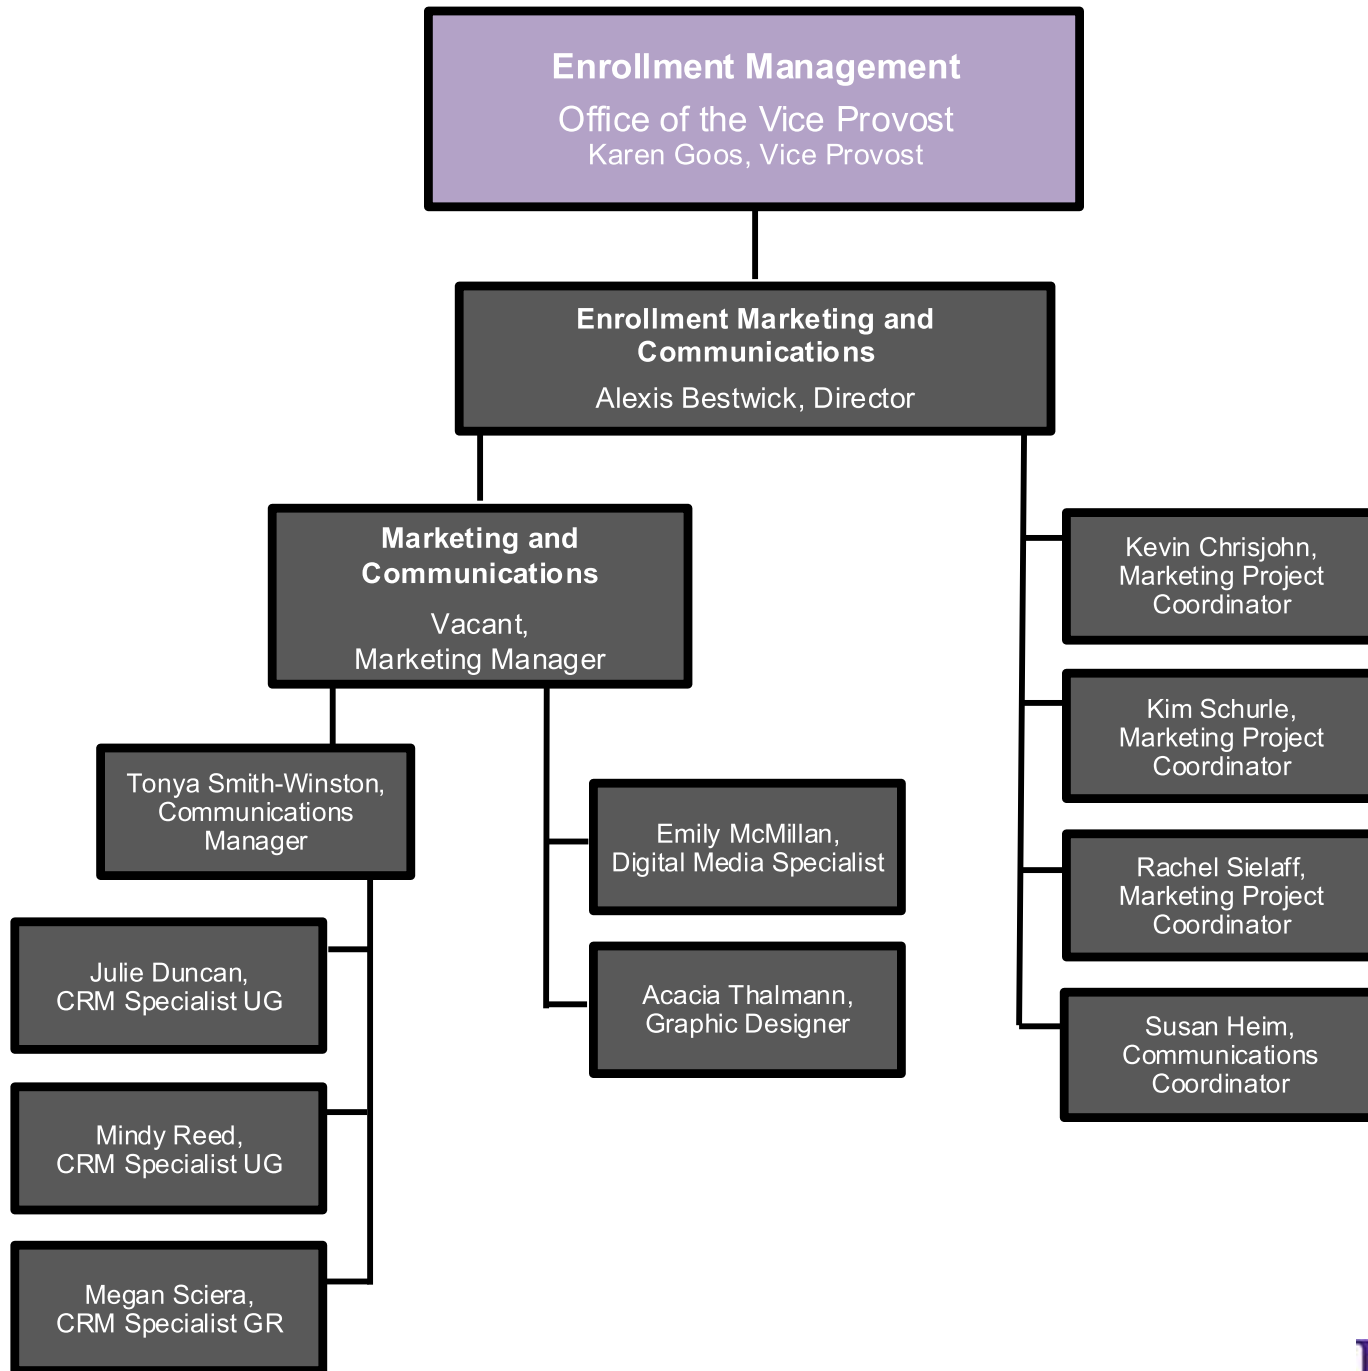 Enrollment Management
Office of the Vice Provost
Karen Goos, Vice Provost
Enrollment Marketing and
Communications
Alexis Bestwick, Director
Marketing and
Communications
Vacant,
Marketing Manager
Tonya Smith-Winston,
Communications
Manager
Julie Duncan,
CRM Specialist UG
Mindy Reed,
CRM Specialist UG
Megan Sciera,
CRM Specialist GR
Emily McMillan,
Digital Media Specialist
Acacia Thalmann,
Graphic Designer
Kevin Chrisjohn,
Marketing Project
Coordinator
Kim Schurle,
Marketing Project
Coordinator
Rachel Sielaff,
Marketing Project
Coordinator
Susan Heim,
Communications
Coordinator